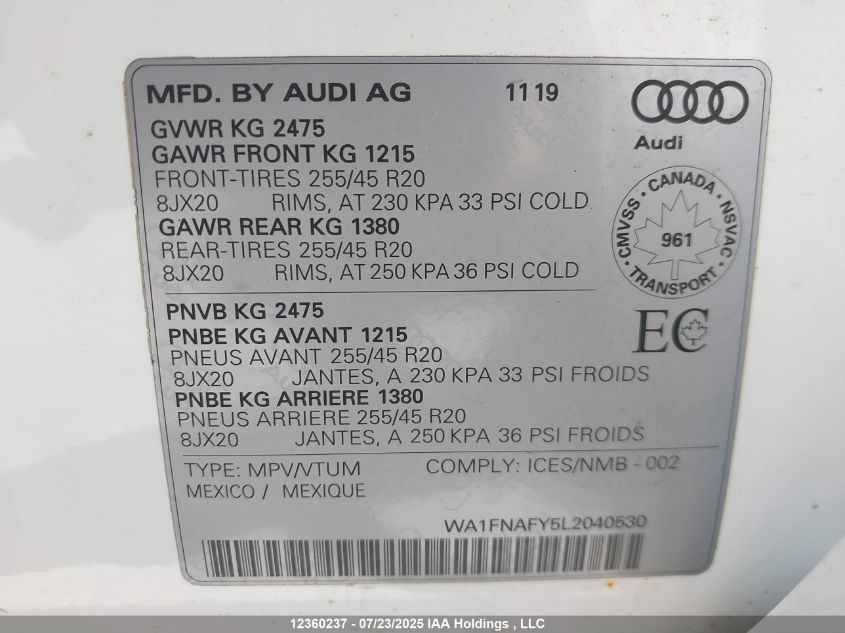 MFD. BY AUDI AG 11 19
GVWR KG 2475
GAWR FRONT KG 1215
FRONT-TIRES 255/45 R20
8JX20 RIMS, AT 230 KPA 33 PSI COLD
GAWR REAR KG 1380
REAR-TIRES 255/45 R20
8JX20 RIMS, AT 250 KPA 36 PSI COLD
Audi
CMVSS • CANADA • NSVAC • TRANSPORT •
961
PNVB KG 2475
PNBE KG AVANT 1215
PNEUS AVANT 255/45 R20
8JX20 JANTES, A 230 KPA 33 PSI FROIDS
PNBE KG ARRIERE 1380
PNEUS ARRIERE 255/45 R20
8JX20 JANTES, A 250 KPA 36 PSI FROIDS
EC
TYPE: MPV/VTUM COMPLY: ICES/NMB - 002
MEXICO / MEXIQUE
WA1FNAFY5L2040530
12360237 - 07/23/2025 IAA Holdings , LLC